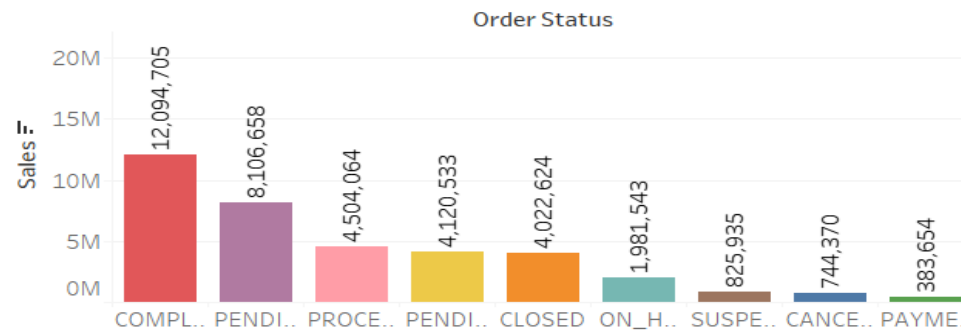 Order Status
Sales
20M
15M
10M
5M
0M
12,094,705
8,106,658
4,504,064
4,120,533
4,022,624
1,981,543
825,935
744,370
383,654
COMPL.. PENDI.. PROCE.. PENDI.. CLOSED ON_H.. SUSPE.. CANCE.. PAYME